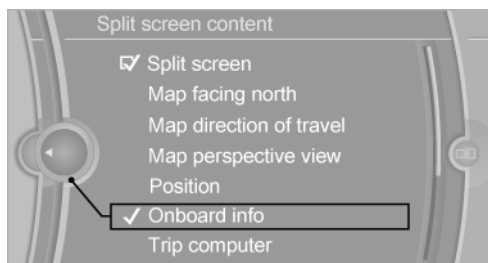 Split screen content
Split screen
Map facing north
Map direction of travel
Map perspective view
Position
Onboard info
Trip computer